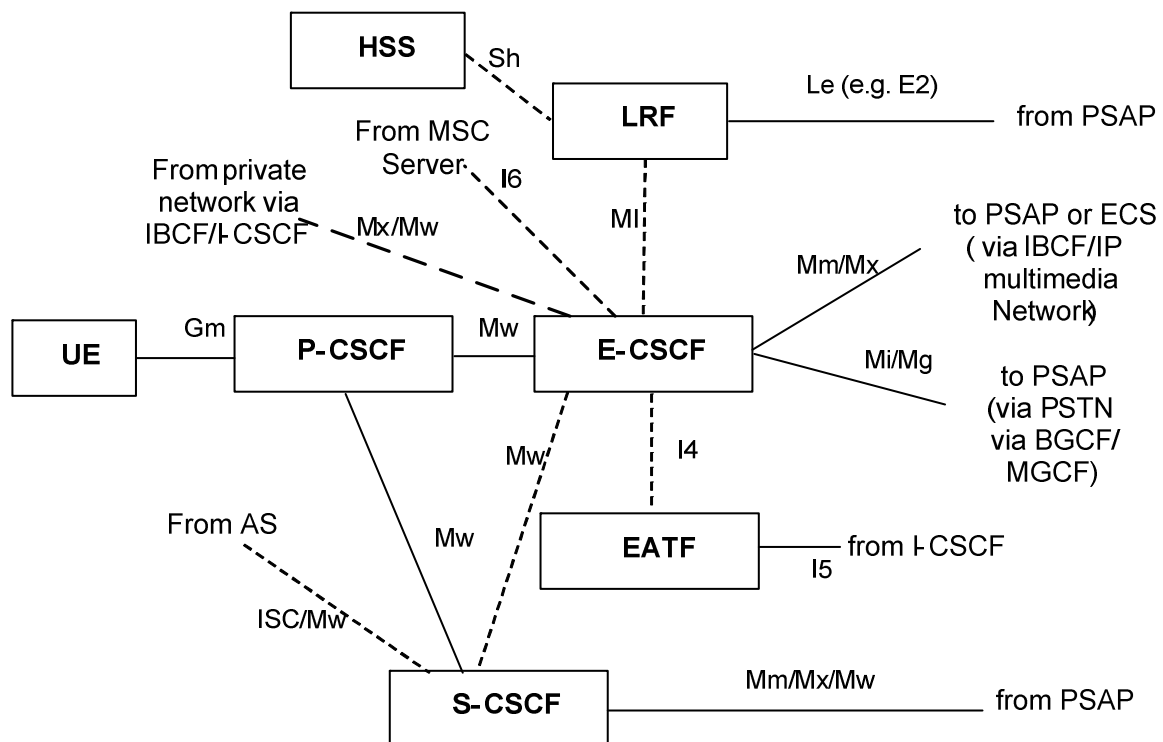 HSS
Sh
Le (e.g. E2)
LRF
from PSAP
From MSC
Server
I6
From private
network via
IBCF/I-CSCF
Mx/Mw
Ml
to PSAP or ECS
( via IBCF/IP
multimedia
Network)
Mm/Mx
UE
Gm
P-CSCF
Mw
E-CSCF
Mi/Mg
to PSAP
(via PSTN
via BGCF/
MGCF)
Mw
I4
From AS
Mw
EATF
from I-CSCF
I5
ISC/Mw
S-CSCF
Mm/Mx/Mw
from PSAP